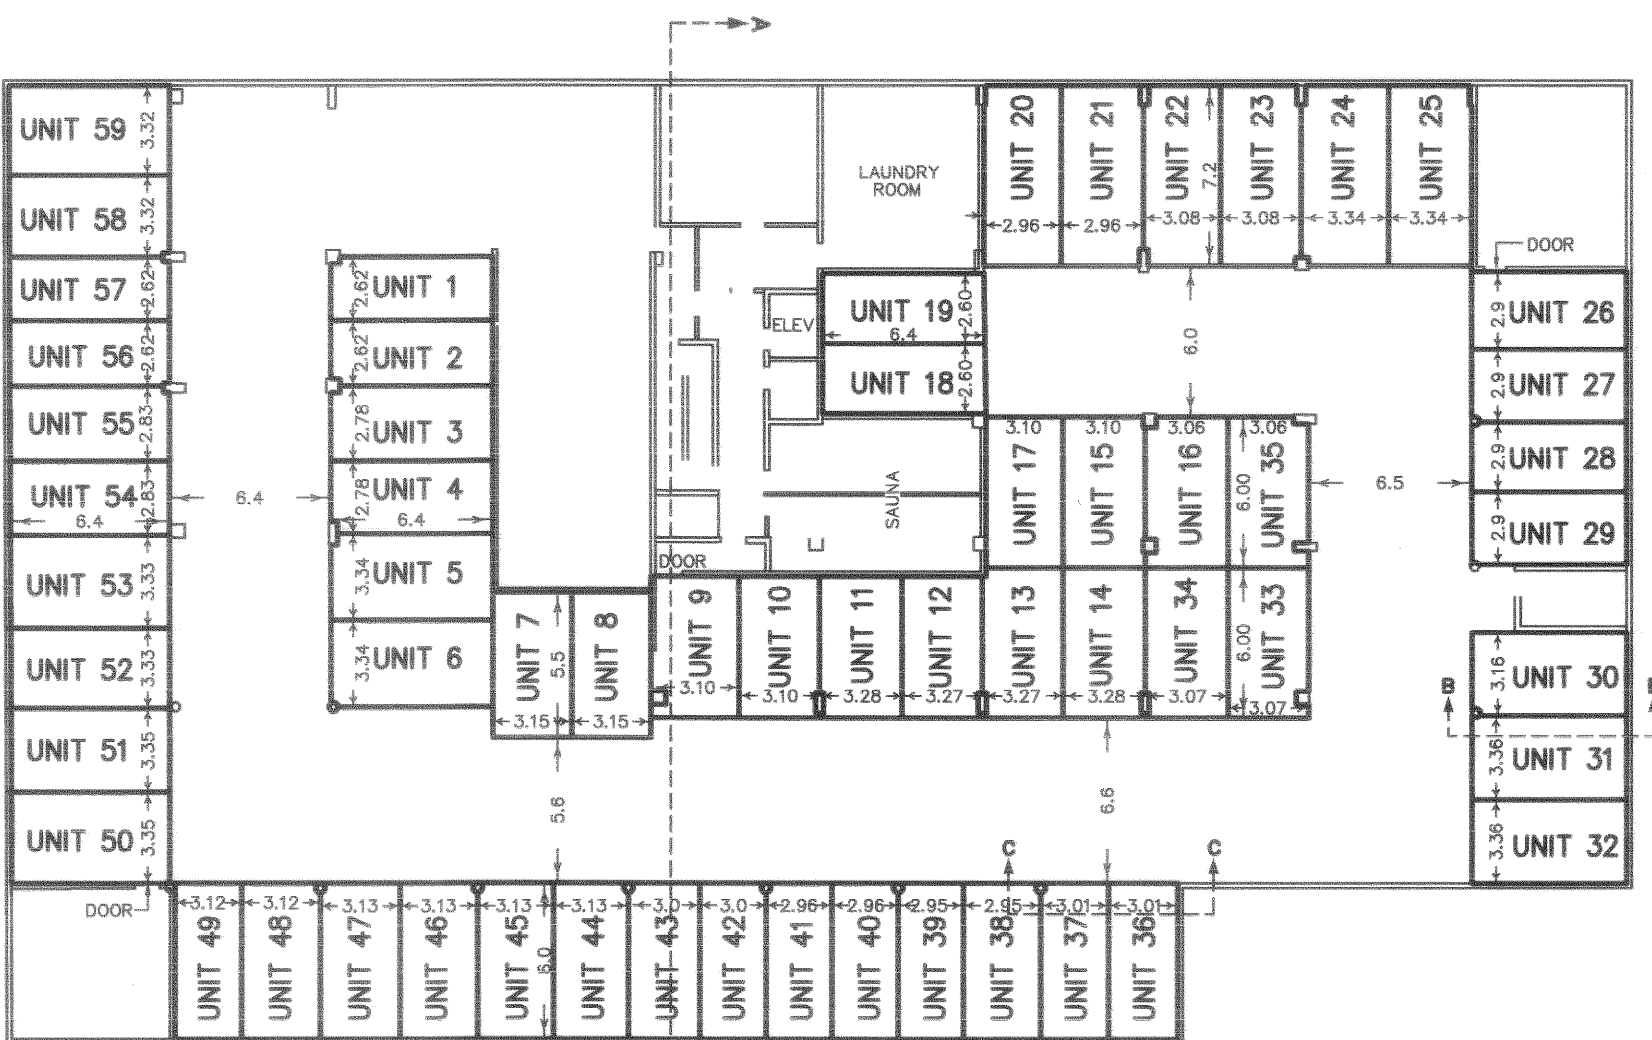 A
UNIT 59
3.32
UNIT 58
3.32
UNIT 57
2.62
UNIT 56
2.62
UNIT 55
2.83
UNIT 54
2.83
6.4
UNIT 53
3.33
UNIT 52
3.33
UNIT 51
3.35
UNIT 50
3.35
DOOR
6.4
UNIT 1
2.62
UNIT 2
2.62
UNIT 3
2.78
UNIT 4
2.78
6.4
UNIT 5
3.34
UNIT 6
3.34
UNIT 7
3.15
5.5
UNIT 8
3.15
5.6
LAUNDRY
ROOM
ELEV
UNIT 19
2.60
6.4
UNIT 18
2.60
SAUNA
DOOR
UNIT 9
3.10
UNIT 10
3.10
UNIT 11
3.28
UNIT 12
3.27
UNIT 13
3.27
UNIT 14
3.28
UNIT 34
3.07
UNIT 33
6.00
3.07
3.10
UNIT 17
3.10
UNIT 15
3.06
UNIT 16
3.06
UNIT 35
6.00
UNIT 20
2.96
UNIT 21
2.96
UNIT 22
3.08
7.2
UNIT 23
3.08
UNIT 24
3.34
UNIT 25
3.34
6.0
6.5
DOOR
UNIT 26
2.9
UNIT 27
2.9
UNIT 28
2.9
UNIT 29
2.9
UNIT 30
3.16
B
UNIT 31
3.36
UNIT 32
3.36
6.6
C
C
3.12
UNIT 49
3.12
UNIT 48
3.13
UNIT 47
3.13
UNIT 46
3.13
UNIT 45
6.0
3.13
UNIT 44
3.0
UNIT 43
3.0
UNIT 42
2.96
UNIT 41
2.96
UNIT 40
2.95
UNIT 39
2.95
UNIT 38
3.01
UNIT 37
3.01
UNIT 36